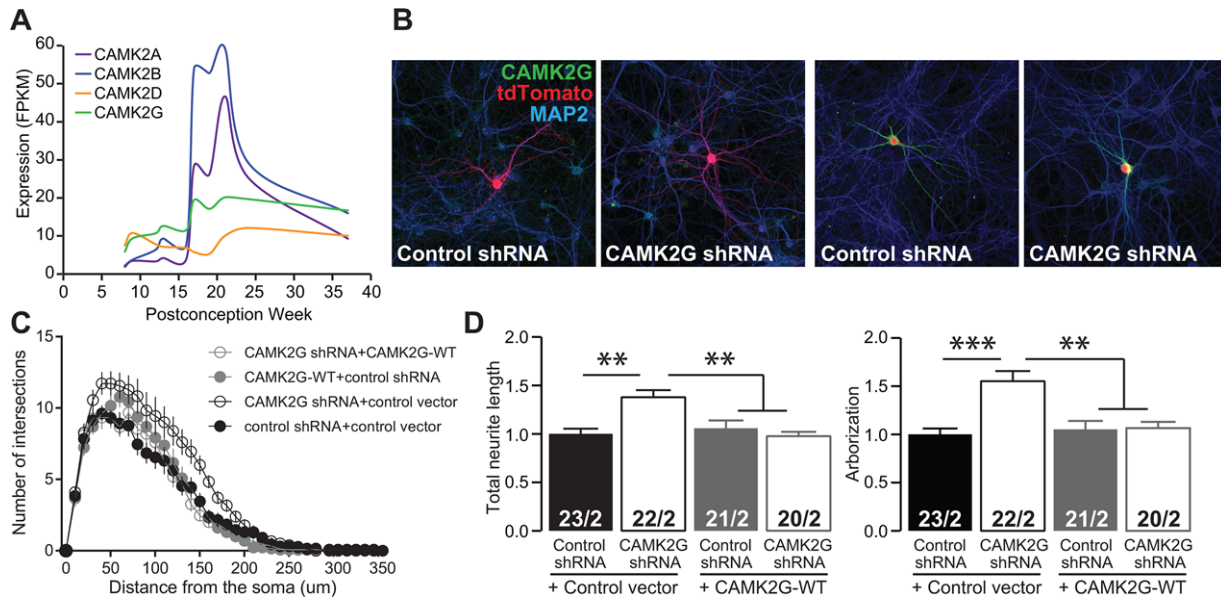 A
60
50
40
30
20
10
0
Expression (FPKM)
CAMK2A
CAMK2B
CAMK2D
CAMK2G
0 5 10 15 20 25 30 35 40
Postconception Week
B
CAMK2G
tdTomato
MAP2
Control shRNA
CAMK2G shRNA
Control shRNA
CAMK2G shRNA
C
15
10
5
0
Number of intersections
CAMK2G shRNA+CAMK2G-WT
CAMK2G-WT+control shRNA
CAMK2G shRNA+control vector
control shRNA+control vector
0 50 100 150 200 250 300 350
Distance from the soma (um)
D
2.0
1.5
1.0
0.5
0.0
Total neurite length
** **
23/2 22/2 21/2 20/2
Control shRNA
CAMK2G shRNA
Control shRNA
CAMK2G shRNA
+ Control vector + CAMK2G-WT
2.0
1.5
1.0
0.5
0.0
Arborization
*** **
23/2 22/2 21/2 20/2
Control shRNA
CAMK2G shRNA
Control shRNA
CAMK2G shRNA
+ Control vector + CAMK2G-WT